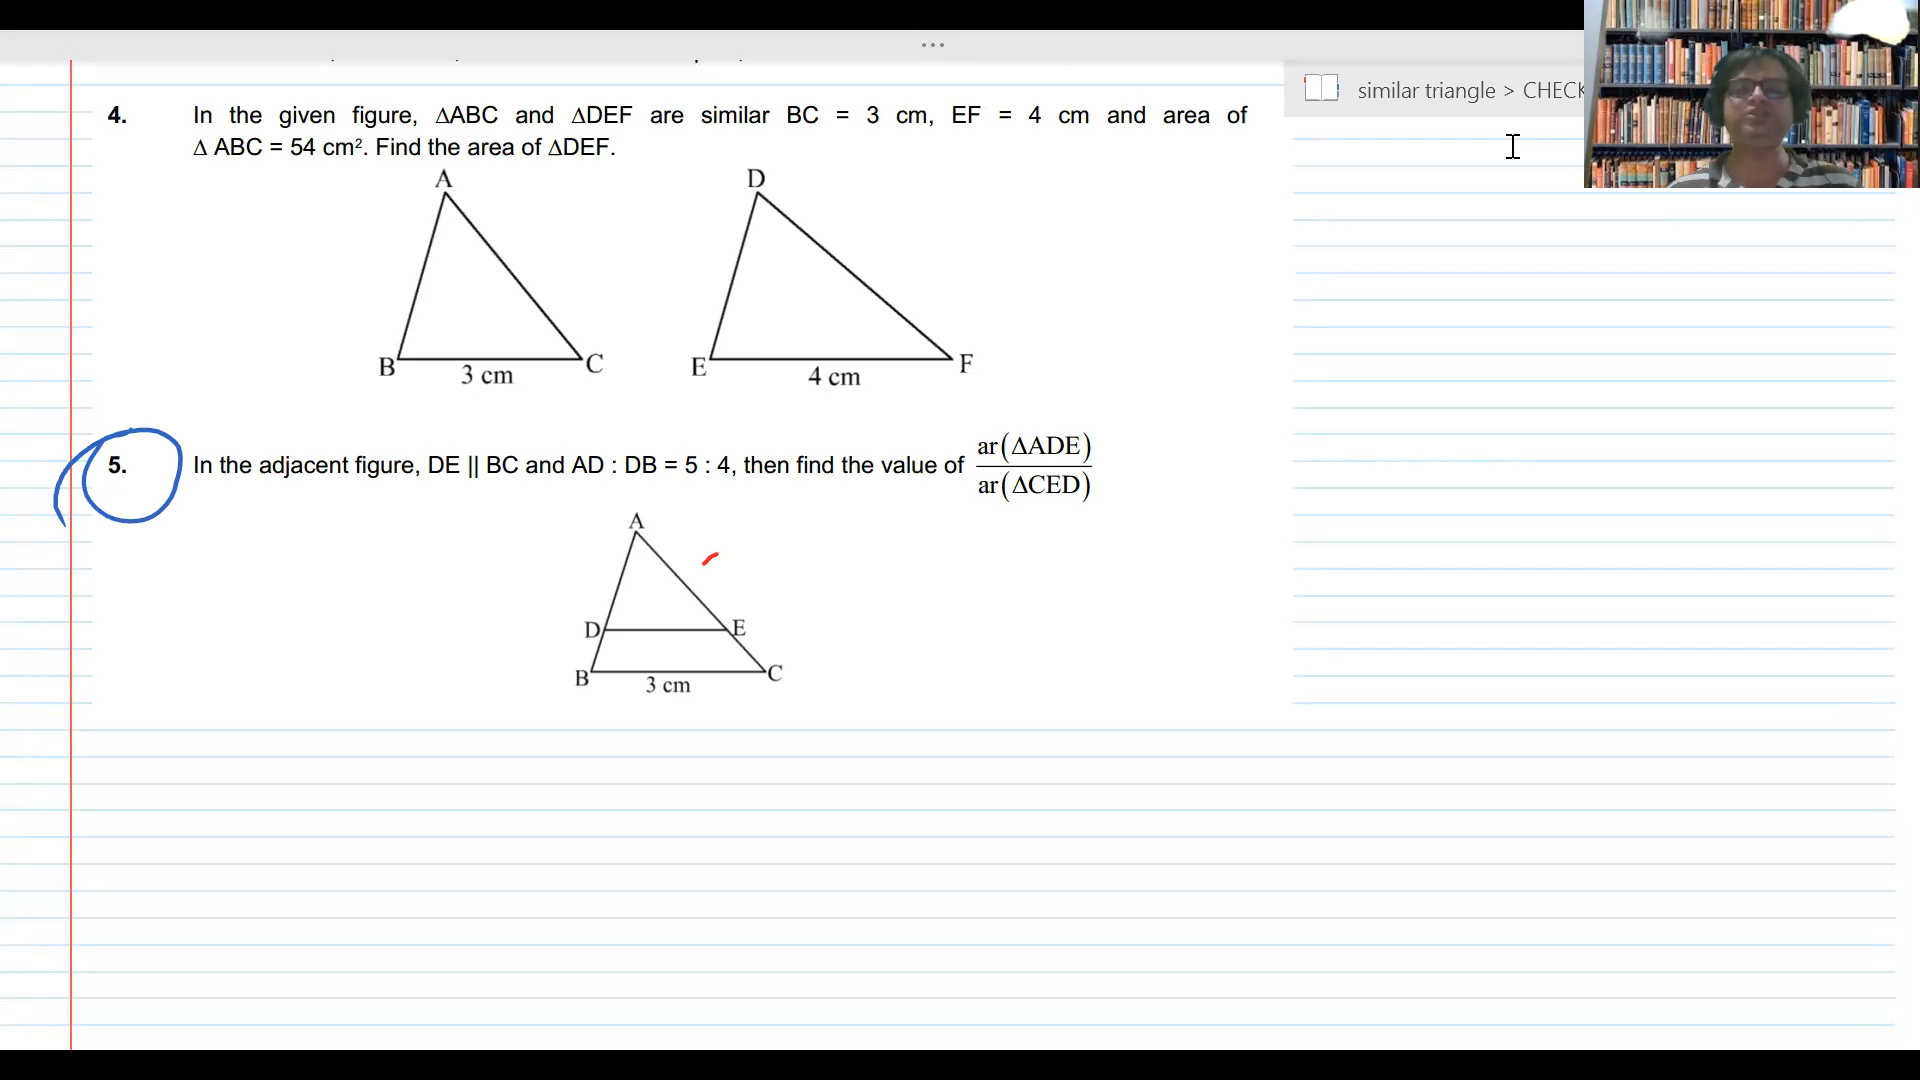 similar triangle > CHECK
4. In the given figure, ΔABC and ΔDEF are similar BC = 3 cm, EF = 4 cm and area of
Δ ABC = 54 cm². Find the area of ΔDEF.
A
D
B
C
E
F
3 cm
4 cm
5. In the adjacent figure, DE || BC and AD : DB = 5 : 4, then find the value of ar(ΔADE)/ar(ΔCED)
A
D
E
B
C
3 cm